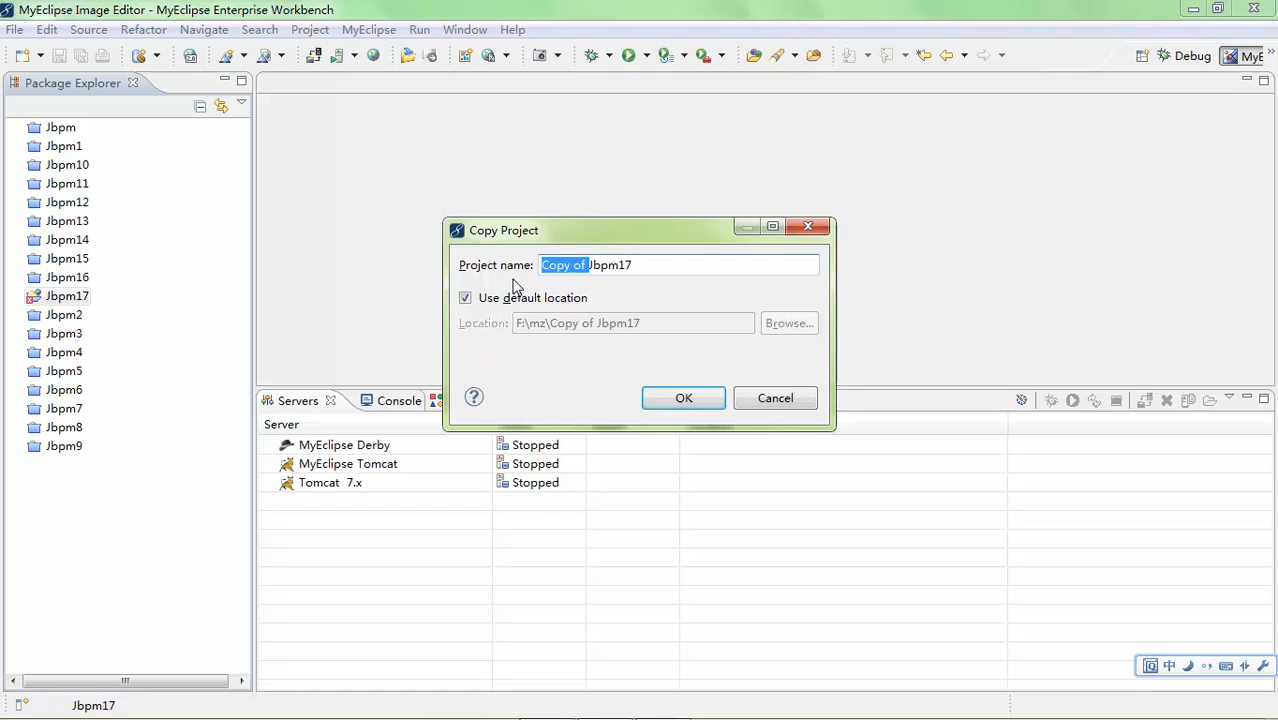 MyEclipse Image Editor - MyEclipse Enterprise Workbench
File Edit Source Refactor Navigate Search Project MyEclipse Run Window Help
Debug MyE
Package Explorer
Jbpm
Jbpm1
Jbpm10
Jbpm11
Jbpm12
Jbpm13
Jbpm14
Jbpm15
Jbpm16
Jbpm17
Jbpm2
Jbpm3
Jbpm4
Jbpm5
Jbpm6
Jbpm7
Jbpm8
Jbpm9
Copy Project
Project name: Copy of Jbpm17
Use default location
Location: F:\mz\Copy of Jbpm17 Browse...
OK Cancel
Servers Console
Server
MyEclipse Derby Stopped
MyEclipse Tomcat Stopped
Tomcat 7.x Stopped
中
Jbpm17